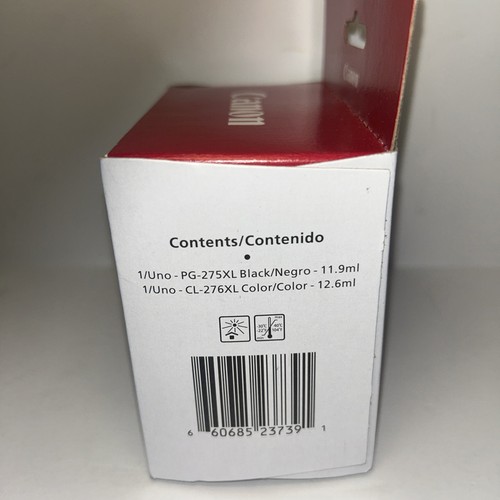 Canon
Contents/Contenido
•
1/Uno - PG-275XL Black/Negro - 11.9ml
1/Uno - CL-276XL Color/Color - 12.6ml
6 60685 23739 1